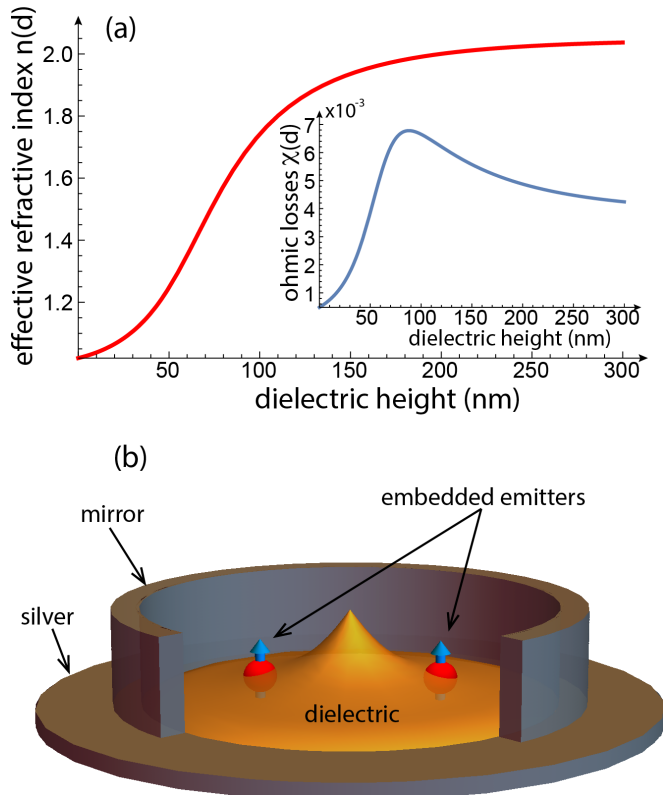 (a)
effective refractive index n(d)
2.0
1.8
1.6
1.4
1.2
50
100
150
200
250
300
dielectric height (nm)
×10⁻³
ohmic losses χ(d)
7
6
5
4
3
2
1
50
100
150
200
250
300
dielectric height (nm)
(b)
embedded emitters
mirror
silver
dielectric